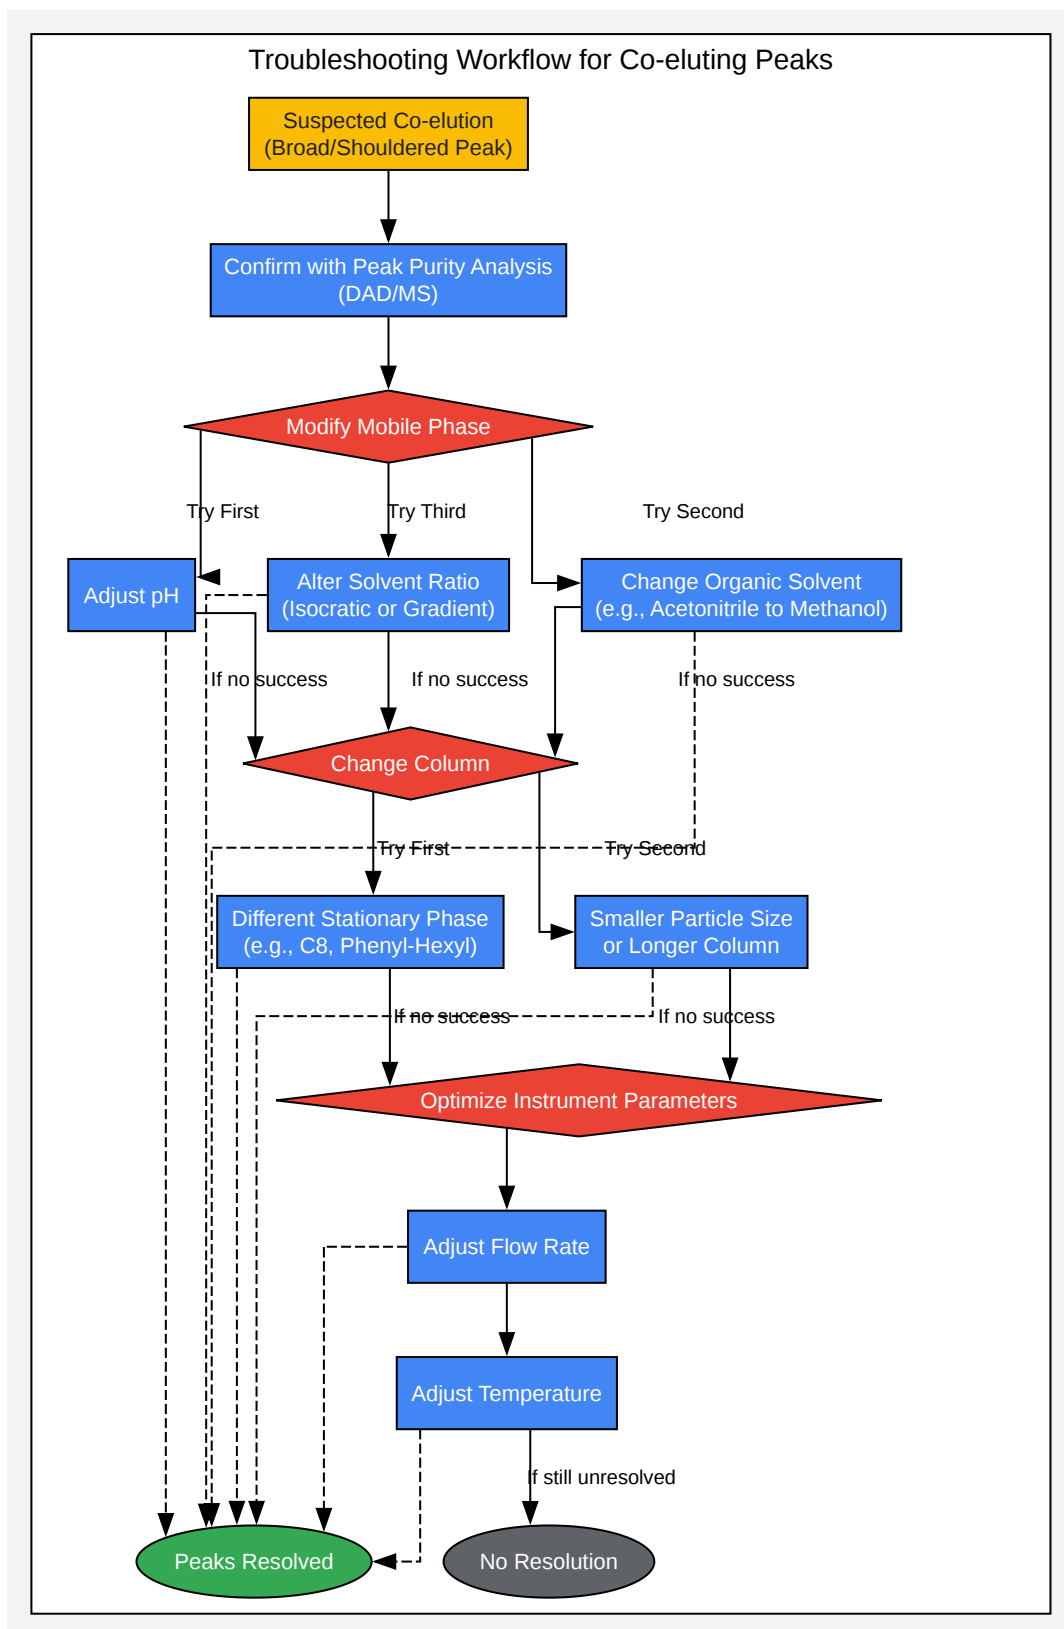 Troubleshooting Workflow for Co-eluting Peaks
Suspected Co-elution
(Broad/Shouldered Peak)
Confirm with Peak Purity Analysis
(DAD/MS)
Modify Mobile Phase
Try First
Try Third
Try Second
Adjust pH
Alter Solvent Ratio
(Isocratic or Gradient)
Change Organic Solvent
(e.g., Acetonitrile to Methanol)
If no success
If no success
If no success
Change Column
Try First
Try Second
Different Stationary Phase
(e.g., C8, Phenyl-Hexyl)
Smaller Particle Size
or Longer Column
If no success
If no success
Optimize Instrument Parameters
Adjust Flow Rate
Adjust Temperature
If still unresolved
Peaks Resolved
No Resolution